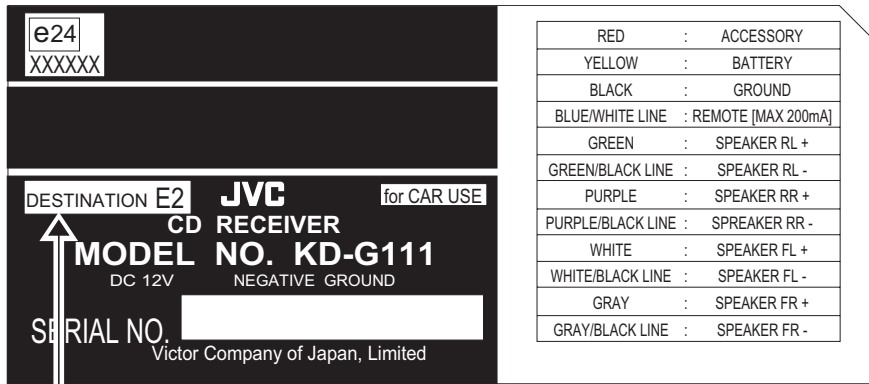 e24
XXXXXX
DESTINATION E2 JVC for CAR USE
CD RECEIVER
MODEL NO. KD-G111
DC 12V NEGATIVE GROUND
SERIAL NO.
Victor Company of Japan, Limited
RED : ACCESSORY
YELLOW : BATTERY
BLACK : GROUND
BLUE/WHITE LINE : REMOTE [MAX 200mA]
GREEN : SPEAKER RL +
GREEN/BLACK LINE : SPEAKER RL -
PURPLE : SPEAKER RR +
PURPLE/BLACK LINE : SPREAKER RR -
WHITE : SPEAKER FL +
WHITE/BLACK LINE : SPEAKER FL -
GRAY : SPEAKER FR +
GRAY/BLACK LINE : SPEAKER FR -